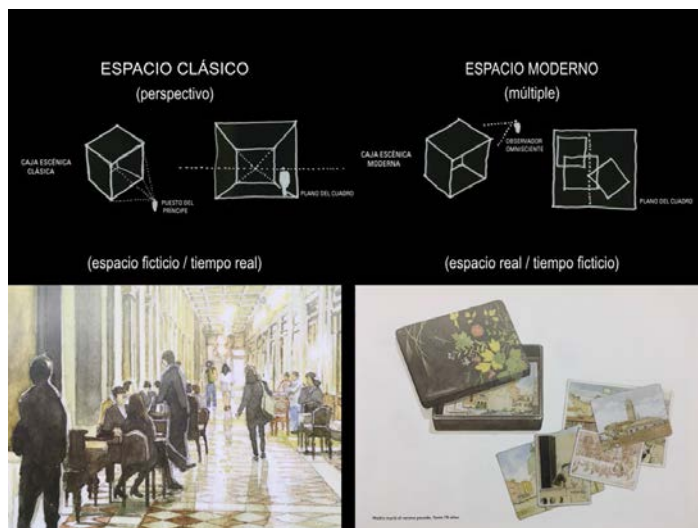 ESPACIO CLÁSICO
(perspectivo)
CAJA ESCÉNICA
CLÁSICA
PUESTO DEL
PRÍNCIPE
PLANO DEL CUADRO
(espacio ficticio / tiempo real)
ESPACIO MODERNO
(múltiple)
CAJA ESCÉNICA
MODERNA
OBSERVADOR
OMNISCIENTE
PLANO DEL CUADRO
(espacio real / tiempo ficticio)